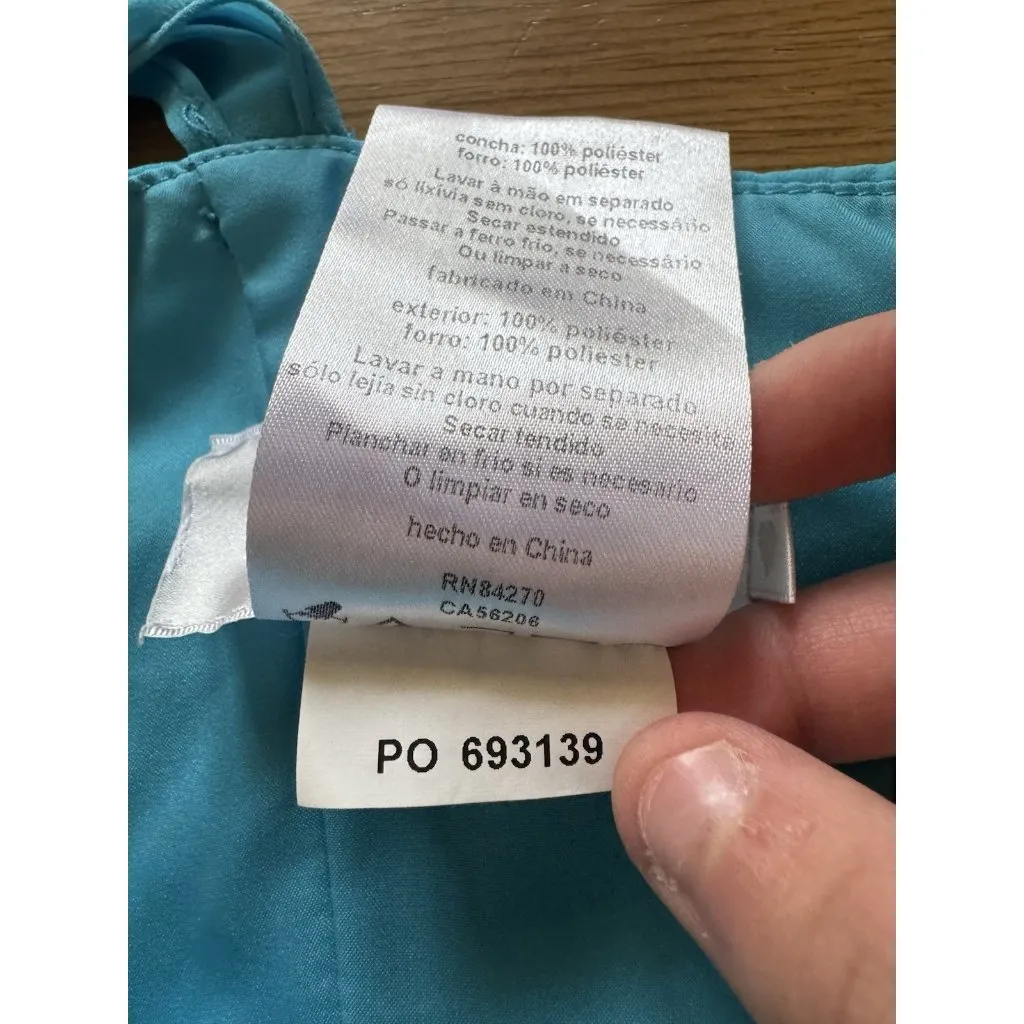 concha: 100% poliéster
forro: 100% poliéster
Lavar à mão em separado
só lixívia sem cloro, se necessário
Secar estendido
Passar a ferro frio, se necessário
Ou limpar a seco
fabricado em China
exterior: 100% poliéster
forro: 100% poliéster
Lavar a mano por separado
sólo lejía sin cloro cuando se necesite
Secar tendido
Planchar en frío si es necesario
O limpiar en seco
hecho en China
RN84270
CA56206
PO 693139